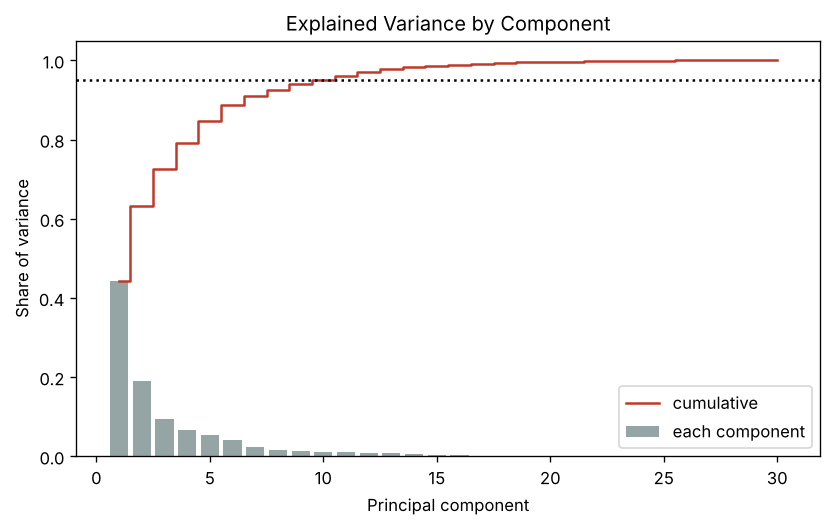 Explained Variance by Component
Share of variance
1.0
0.8
0.6
0.4
0.2
0.0
0
5
10
15
20
25
30
Principal component
cumulative
each component